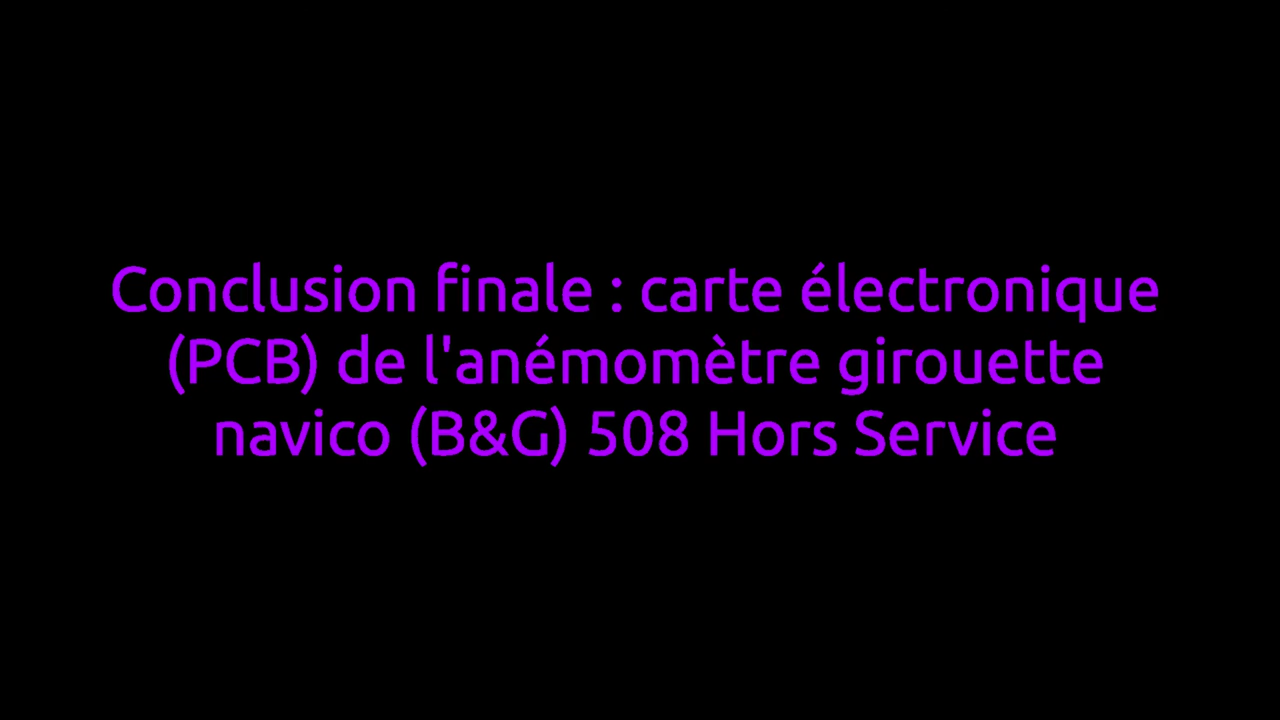 Conclusion finale : carte électronique
(PCB) de l'anémomètre girouette
navico (B&G) 508 Hors Service